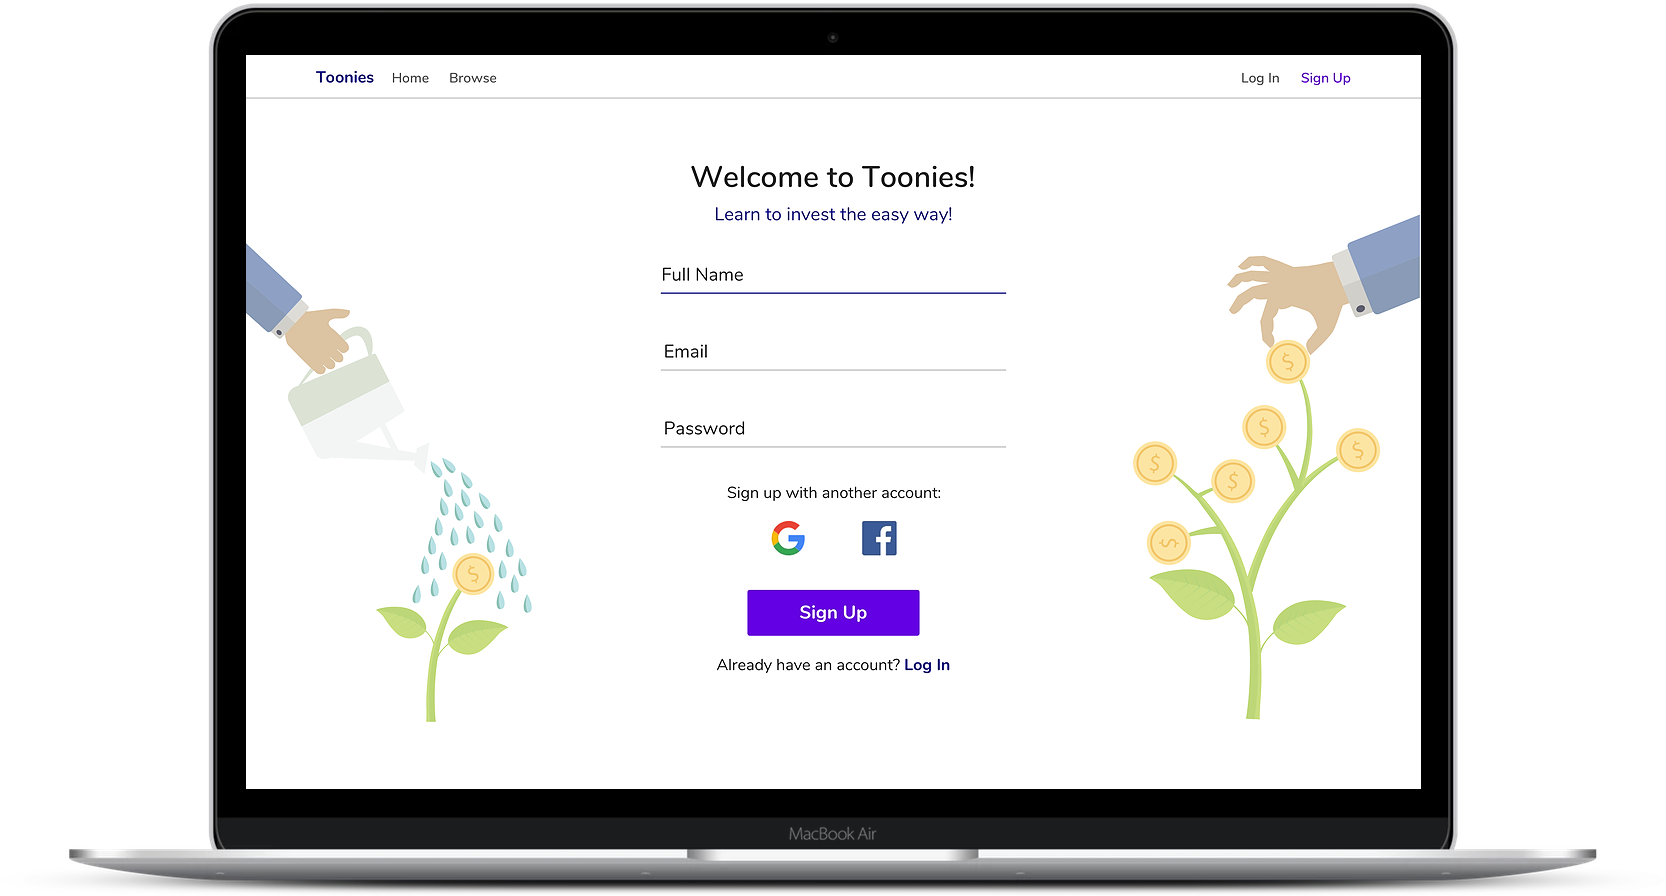 Toonies Home Browse Log In Sign Up
Welcome to Toonies!
Learn to invest the easy way!
Full Name
Email
Password
Sign up with another account:
G f
Sign Up
Already have an account? Log In
$
$
$
$
$
$
$
MacBook Air